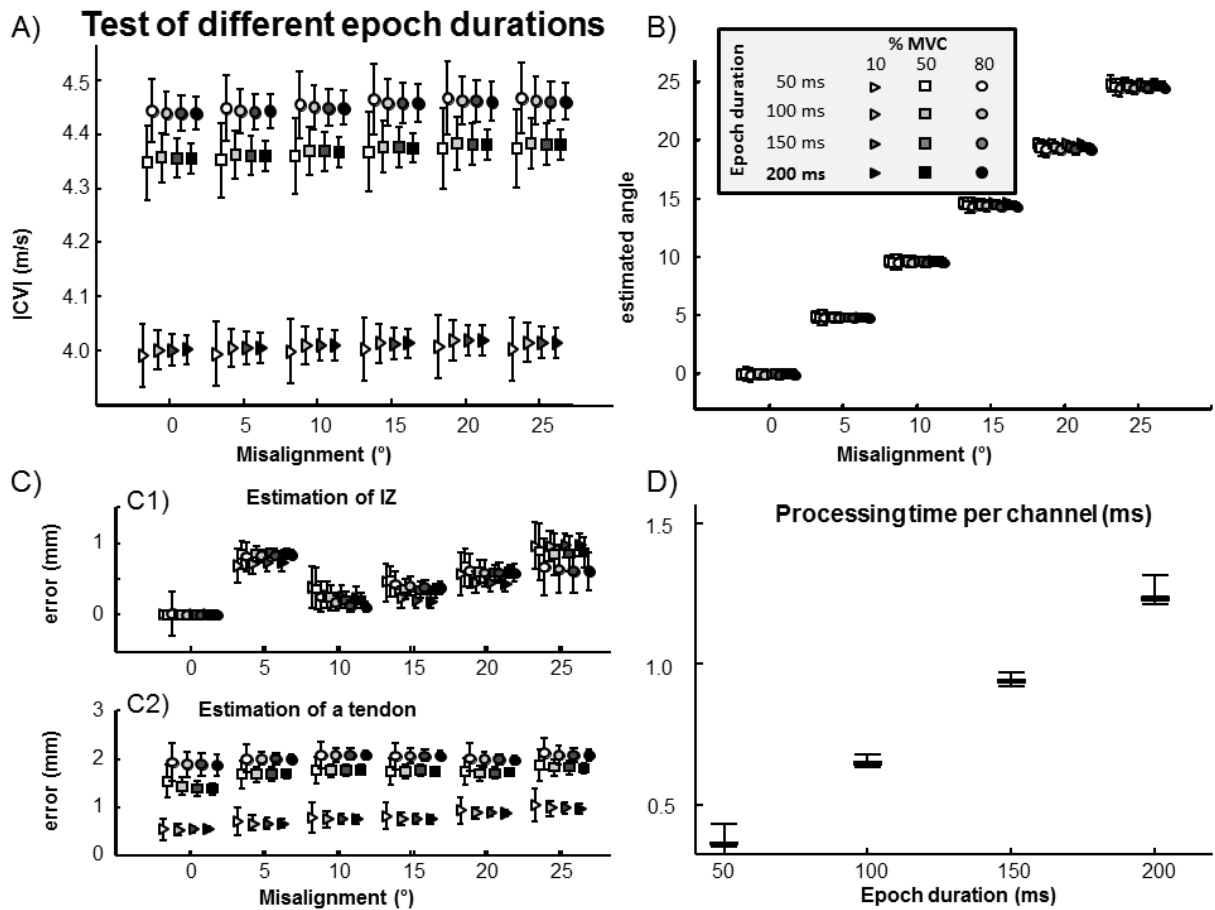 A) Test of different epoch durations
|CV| (m/s)
4.5
4.4
4.3
4.2
4.1
4.0
0 5 10 15 20 25
Misalignment (°)
B)
% MVC
10 50 80
Epoch duration
50 ms
100 ms
150 ms
200 ms
estimated angle
25
20
15
10
5
0
0 5 10 15 20 25
Misalignment (°)
C)
C1) Estimation of IZ
error (mm)
1
0
0 5 10 15 20 25
C2) Estimation of a tendon
error (mm)
3
2
1
0
0 5 10 15 20 25
Misalignment (°)
D)
Processing time per channel (ms)
1.5
1.0
0.5
50 100 150 200
Epoch duration (ms)